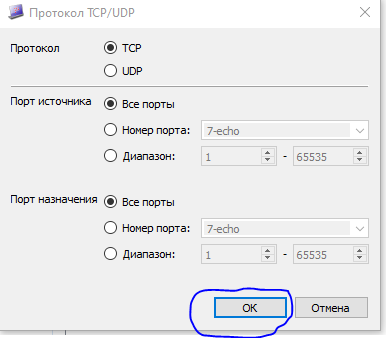 Протокол TCP/UDP
Протокол TCP
UDP
Порт источника Все порты
Номер порта: 7-echo
Диапазон: 1 - 65535
Порт назначения Все порты
Номер порта: 7-echo
Диапазон: 1 - 65535
OK Отмена